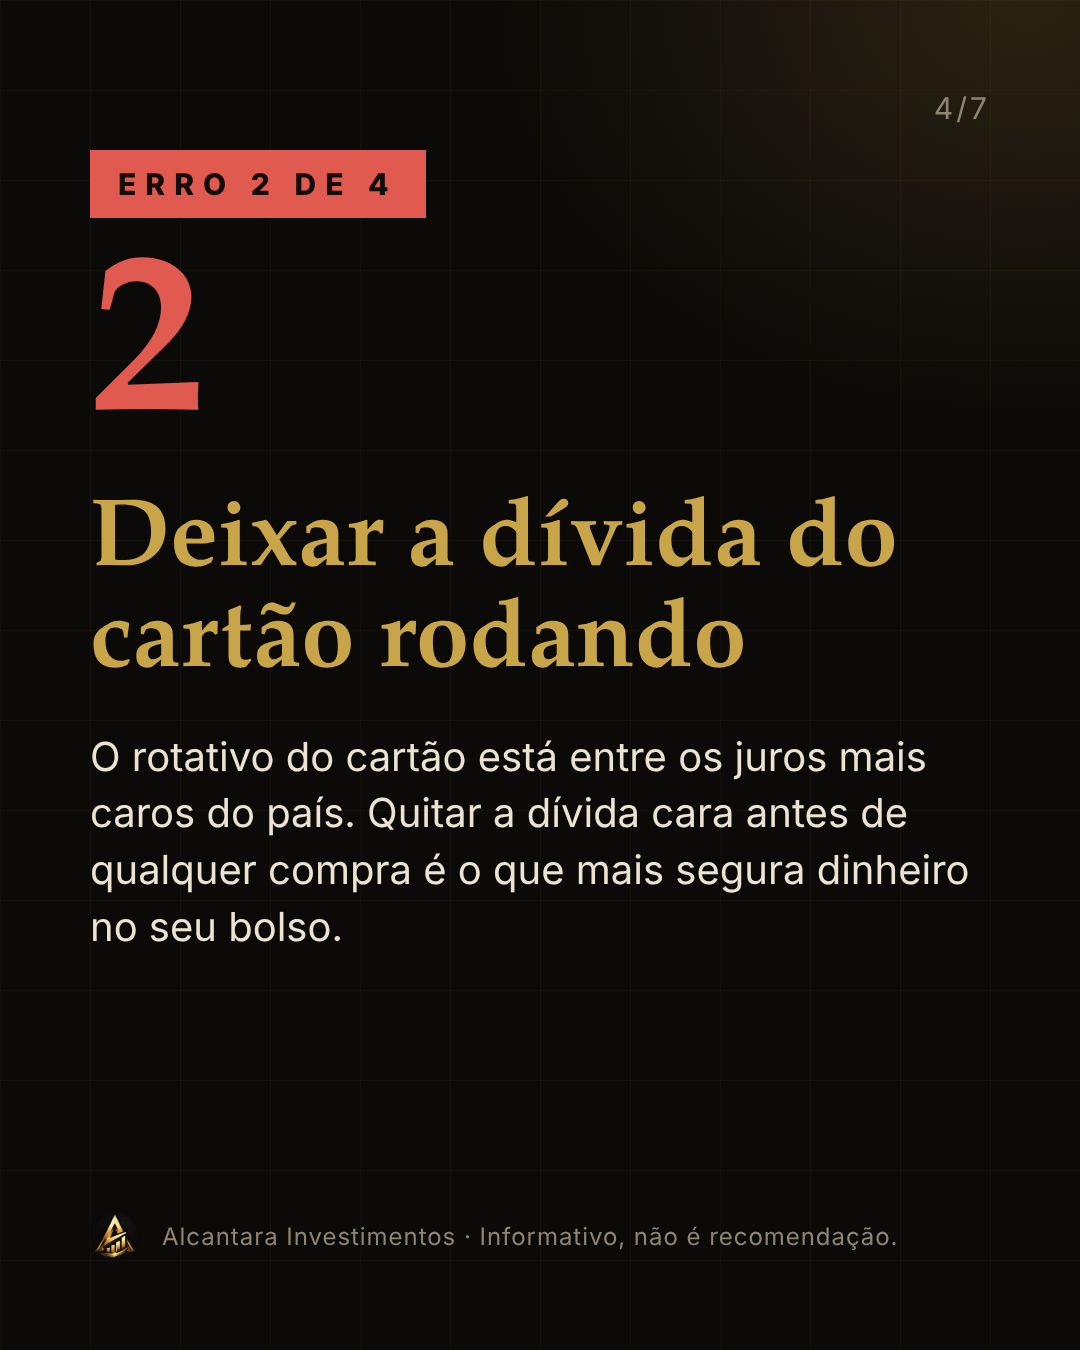 4/7
ERRO 2 DE 4
2
Deixar a dívida do
cartão rodando
O rotativo do cartão está entre os juros mais
caros do país. Quitar a dívida cara antes de
qualquer compra é o que mais segura dinheiro
no seu bolso.
Alcantara Investimentos · Informativo, não é recomendação.